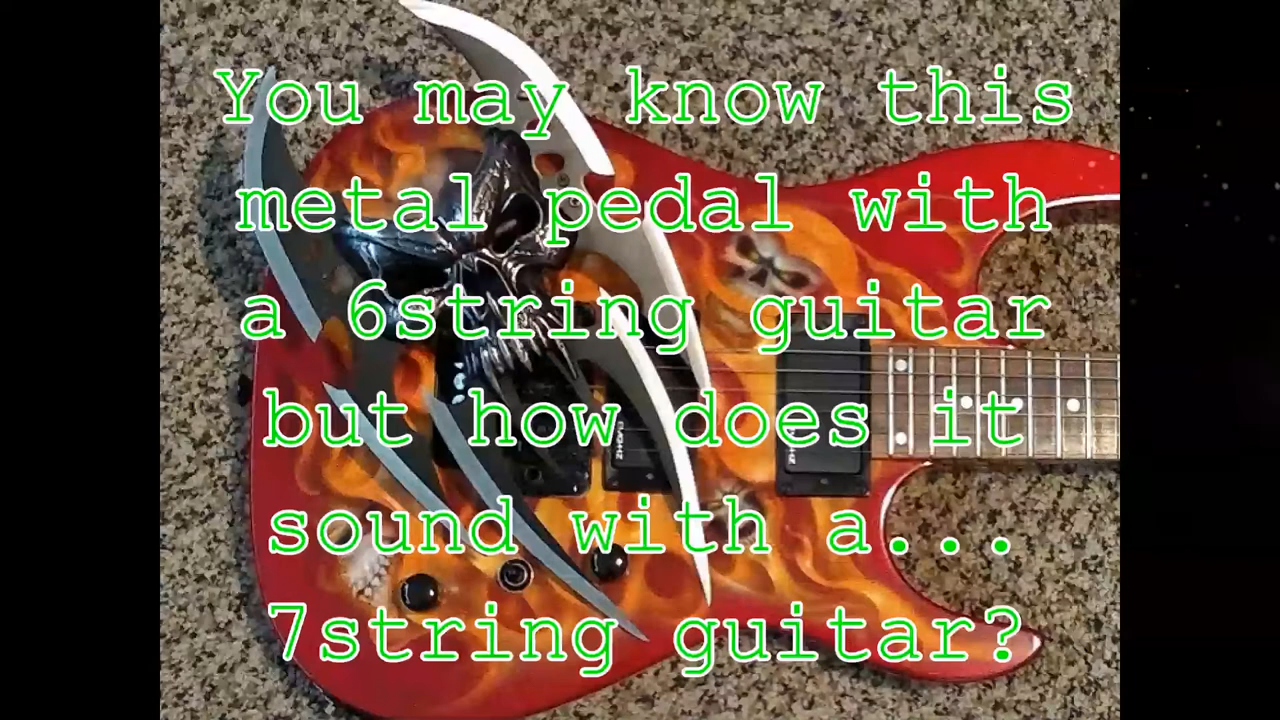 You may know this
metal pedal with
a 6string guitar
but how does it
sound with a...
7string guitar?